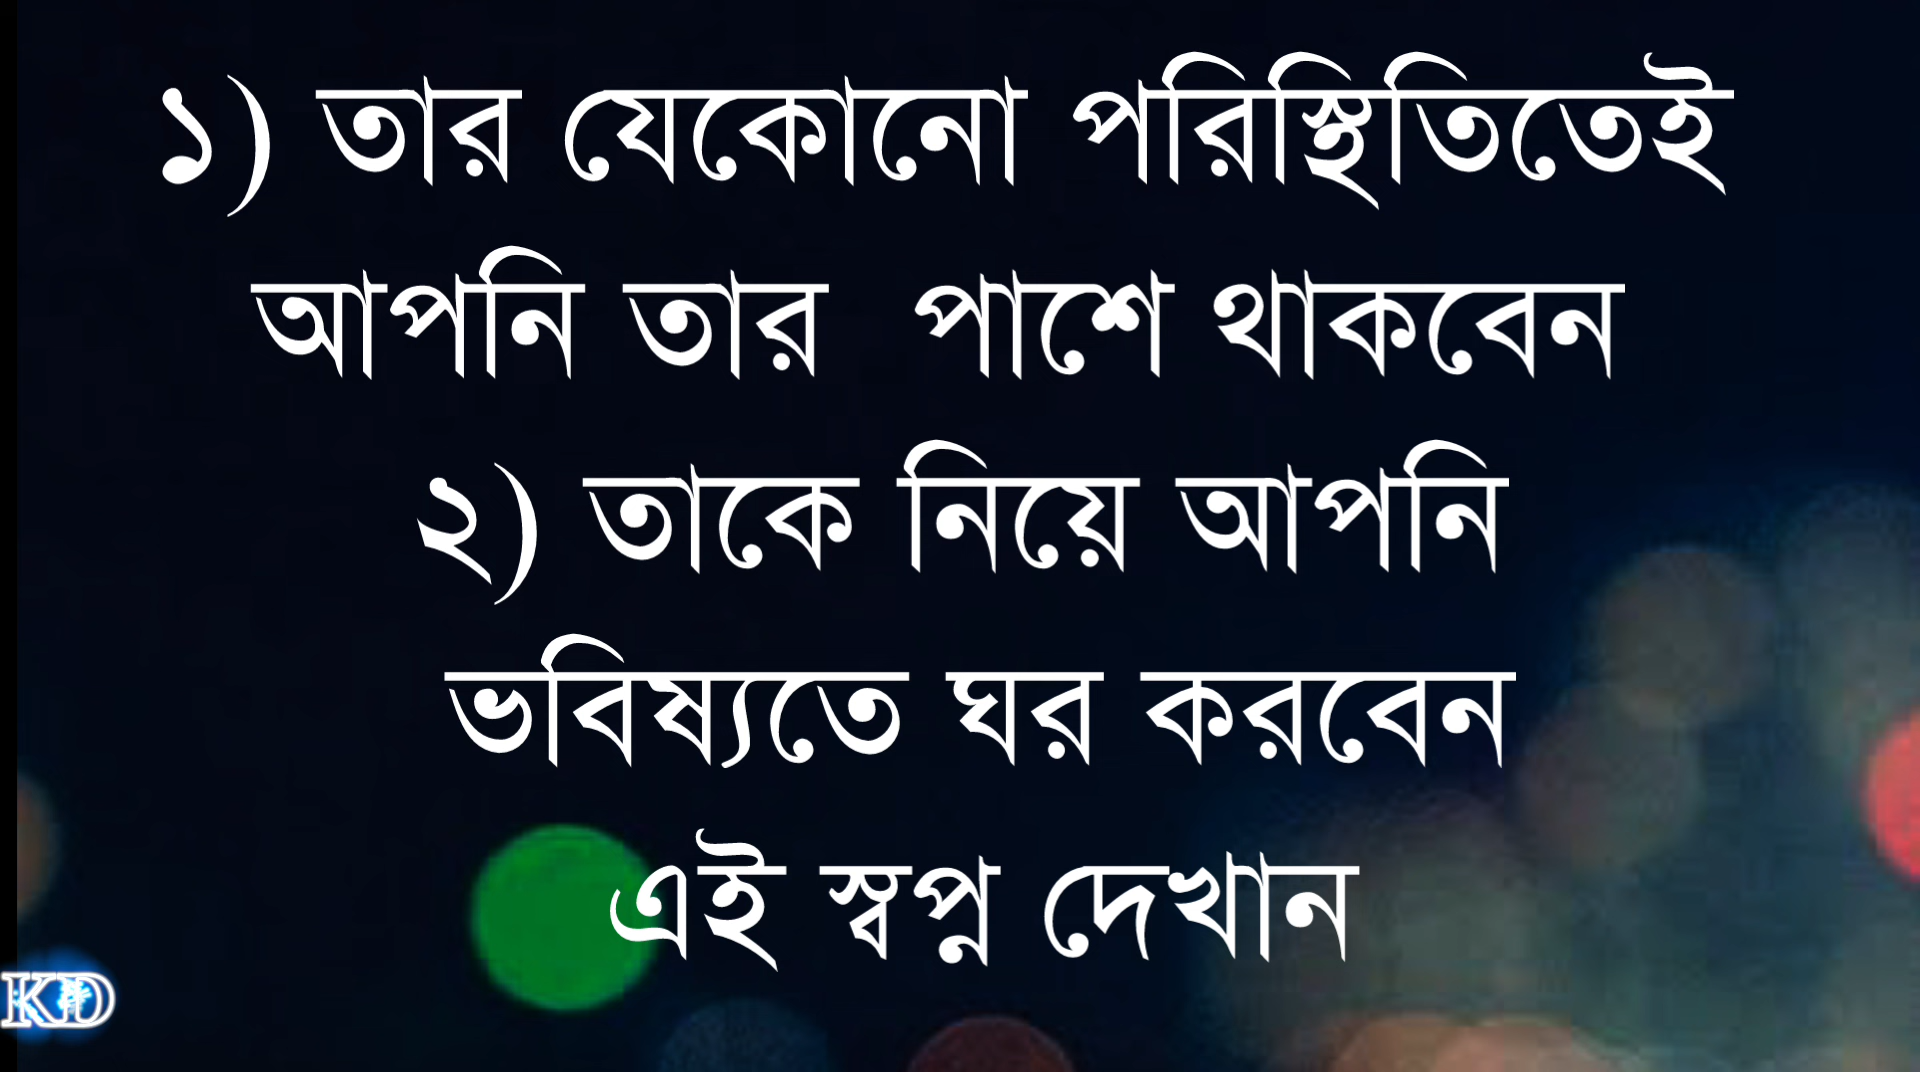 ১) তার যেকোনো পরিস্থিতিতেই
আপনি তার পাশে থাকবেন
২) তাকে নিয়ে আপনি
ভবিষ্যতে ঘর করবেন
এই স্বপ্ন দেখান
KD